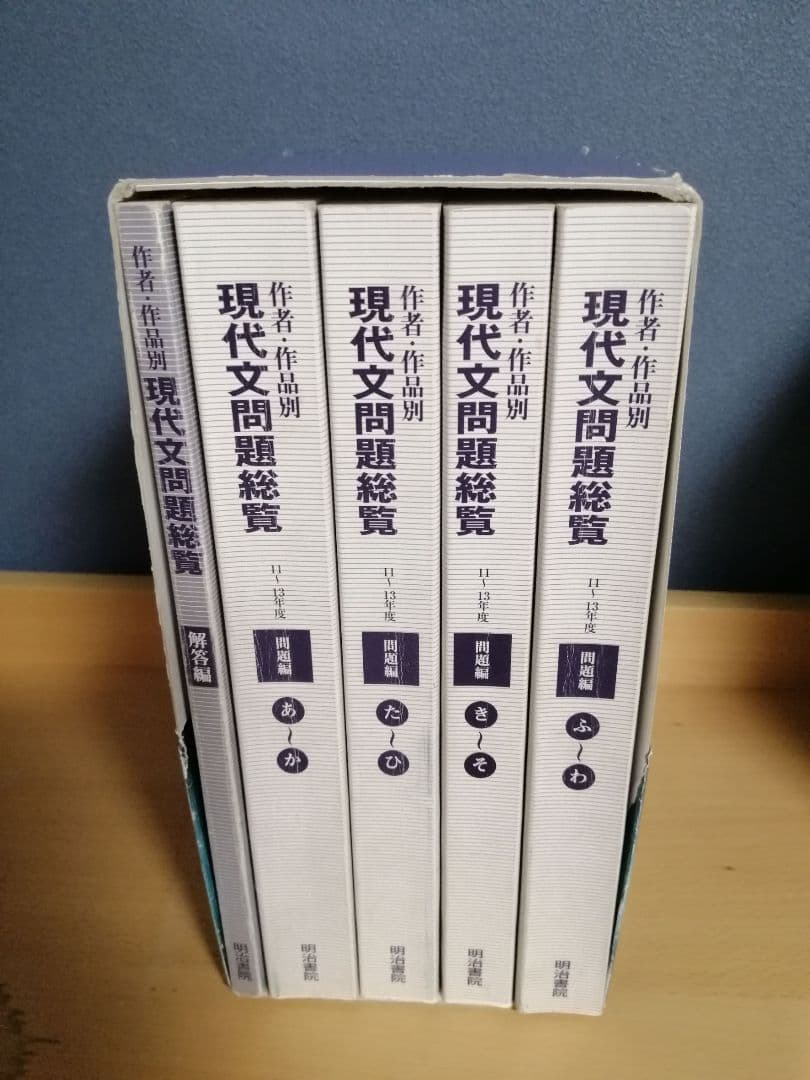 作者・作品別
現代文問題総覧
解答編
明治書院
作者・作品別
現代文問題総覧
11~13年度
問題編
あ~か
明治書院
作者・作品別
現代文問題総覧
11~13年度
問題編
た~ひ
明治書院
作者・作品別
現代文問題総覧
11~13年度
問題編
き~そ
明治書院
作者・作品別
現代文問題総覧
11~13年度
問題編
ふ~わ
明治書院